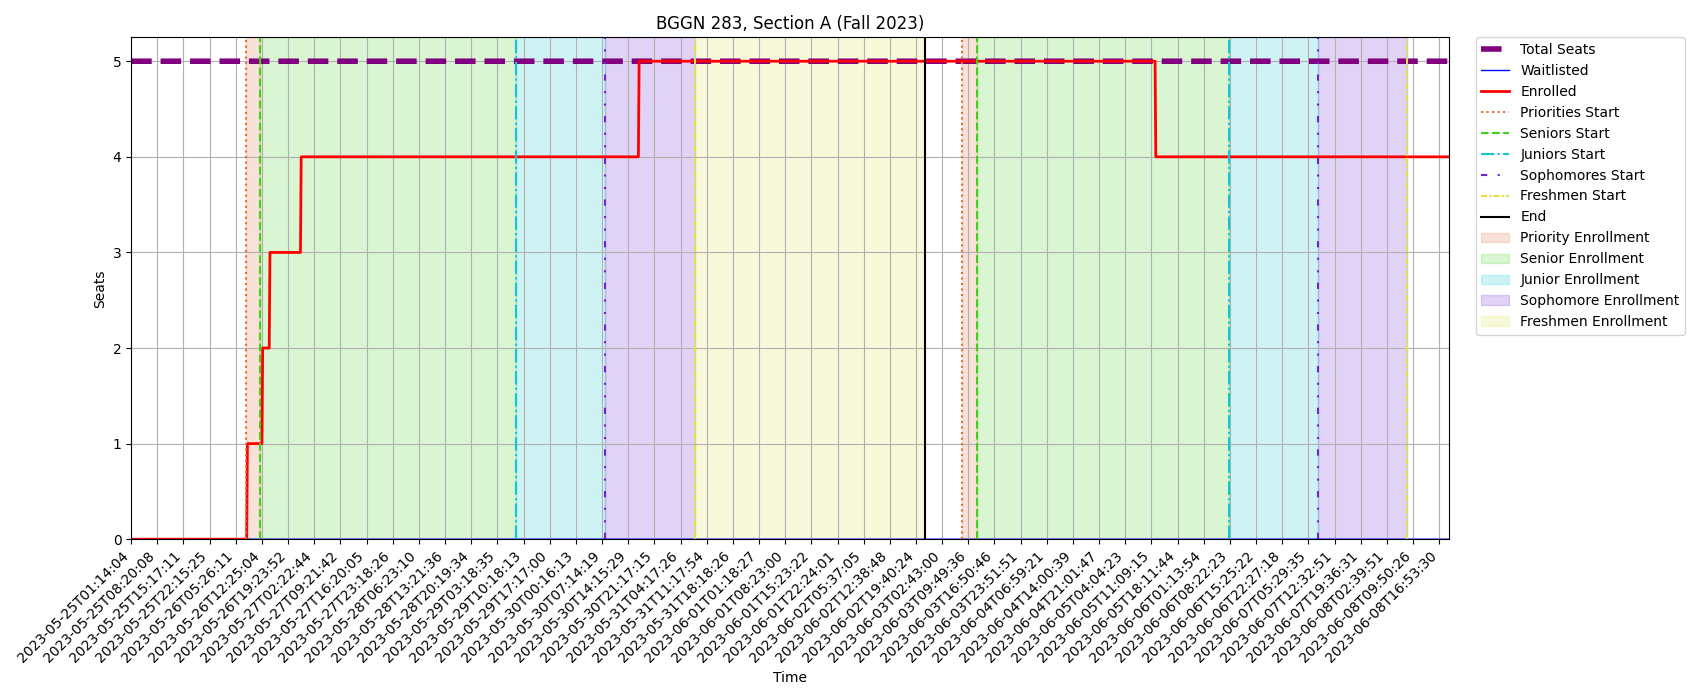 BGGN 283, Section A (Fall 2023)
Seats
5
4
3
2
1
0
2023-05-25T01:14:04
2023-05-25T08:20:08
2023-05-25T15:17:11
2023-05-25T22:15:25
2023-05-26T05:26:11
2023-05-26T12:25:04
2023-05-26T19:23:52
2023-05-27T02:22:44
2023-05-27T09:21:42
2023-05-27T16:20:05
2023-05-27T23:18:26
2023-05-28T06:23:10
2023-05-28T13:21:36
2023-05-28T20:19:34
2023-05-29T03:18:35
2023-05-29T10:18:13
2023-05-29T17:17:00
2023-05-30T00:16:13
2023-05-30T07:14:19
2023-05-30T14:15:29
2023-05-30T21:17:15
2023-05-31T04:17:26
2023-05-31T11:17:54
2023-05-31T18:18:26
2023-06-01T01:18:27
2023-06-01T08:23:00
2023-06-01T15:23:22
2023-06-01T22:24:01
2023-06-02T05:37:05
2023-06-02T12:38:48
2023-06-02T19:40:24
2023-06-03T02:43:00
2023-06-03T09:49:36
2023-06-03T16:50:46
2023-06-03T23:51:51
2023-06-04T06:59:21
2023-06-04T14:00:39
2023-06-04T21:01:47
2023-06-05T04:04:23
2023-06-05T11:09:15
2023-06-05T18:11:44
2023-06-06T01:13:54
2023-06-06T08:22:23
2023-06-06T15:25:22
2023-06-06T22:27:18
2023-06-07T05:29:35
2023-06-07T12:32:51
2023-06-07T19:36:31
2023-06-08T02:39:51
2023-06-08T09:50:26
2023-06-08T16:53:30
Time
Total Seats
Waitlisted
Enrolled
Priorities Start
Seniors Start
Juniors Start
Sophomores Start
Freshmen Start
End
Priority Enrollment
Senior Enrollment
Junior Enrollment
Sophomore Enrollment
Freshmen Enrollment